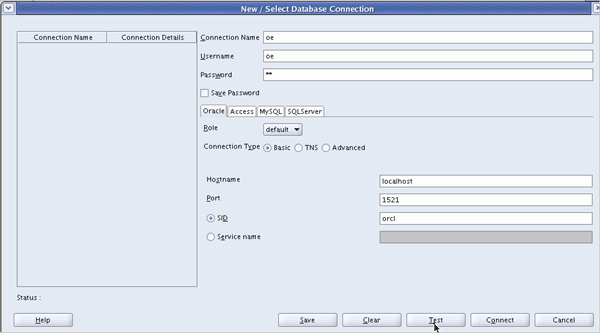 New / Select Database Connection
Connection Name Connection Details
Connection Name oe
Username oe
Password **
Save Password
Oracle Access MySQL SQLServer
Role default
Connection Type Basic TNS Advanced
Hostname localhost
Port 1521
SID orcl
Service name
Status :
Help Save Clear Test Connect Cancel